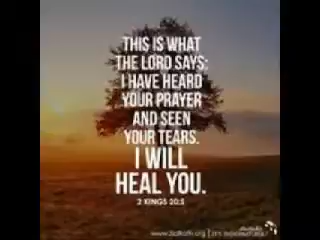 THIS IS WHAT
THE LORD SAYS:
I HAVE HEARD
YOUR PRAYER
AND SEEN
YOUR TEARS.
I WILL
HEAL YOU.
2 KINGS 20:5